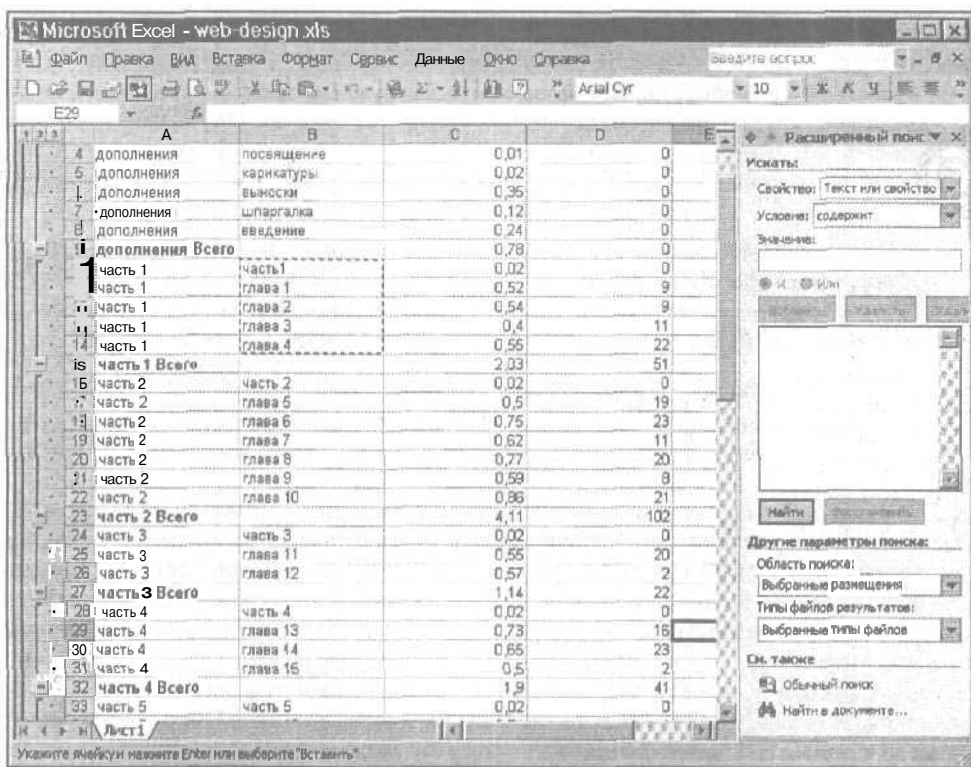 Microsoft Excel - web-design.xls
Файл Правка Вид Вставка Формат Сервис Данные Окно Справка Введите вопрос
Arial Cyr 10 Ж К Ч
E29 fx
1 2 3 A B C D E
4 дополнения посвящение 0,01 0
5 дополнения карикатуры 0,02 0
дополнения выноски 0,35 0
7 дополнения шпаргалка 0,12 0
дополнения введение 0,24 0
дополнения Всего 0,78 0
часть 1 часть1 0,02 0
часть 1 глава 1 0,52 9
часть 1 глава 2 0,54 9
часть 1 глава 3 0,4 11
14 часть 1 глава 4 0,55 22
is часть 1 Всего 2,03 51
16 часть 2 часть 2 0,02 0
часть 2 глава 5 0,5 19
часть 2 глава 6 0,75 23
19 часть 2 глава 7 0,62 11
20 часть 2 глава 8 0,77 20
21 часть 2 глава 9 0,59 8
22 часть 2 глава 10 0,86 21
23 часть 2 Всего 4,11 102
24 часть 3 часть 3 0,02 0
25 часть 3 глава 11 0,55 20
26 часть 3 глава 12 0,57 2
27 часть 3 Всего 1,14 22
28 часть 4 часть 4 0,02 0
29 часть 4 глава 13 0,73 16
30 часть 4 глава 14 0,65 23
31 часть 4 глава 15 0,5 2
32 часть 4 Всего 1,9 41
33 часть 5 часть 5 0,02 0
Лист1
Укажите ячейку и нажмите Enter или выберите "Вставить"
Расширенный поиск
Искать:
Свойство: Текст или свойство
Условие: содержит
Значение:
И Или
Удалить
Найти
Другие параметры поиска:
Область поиска:
Выбранные размещения
Типы файлов результатов:
Выбранные типы файлов
См. также
Обычный поиск
Найти в документе...